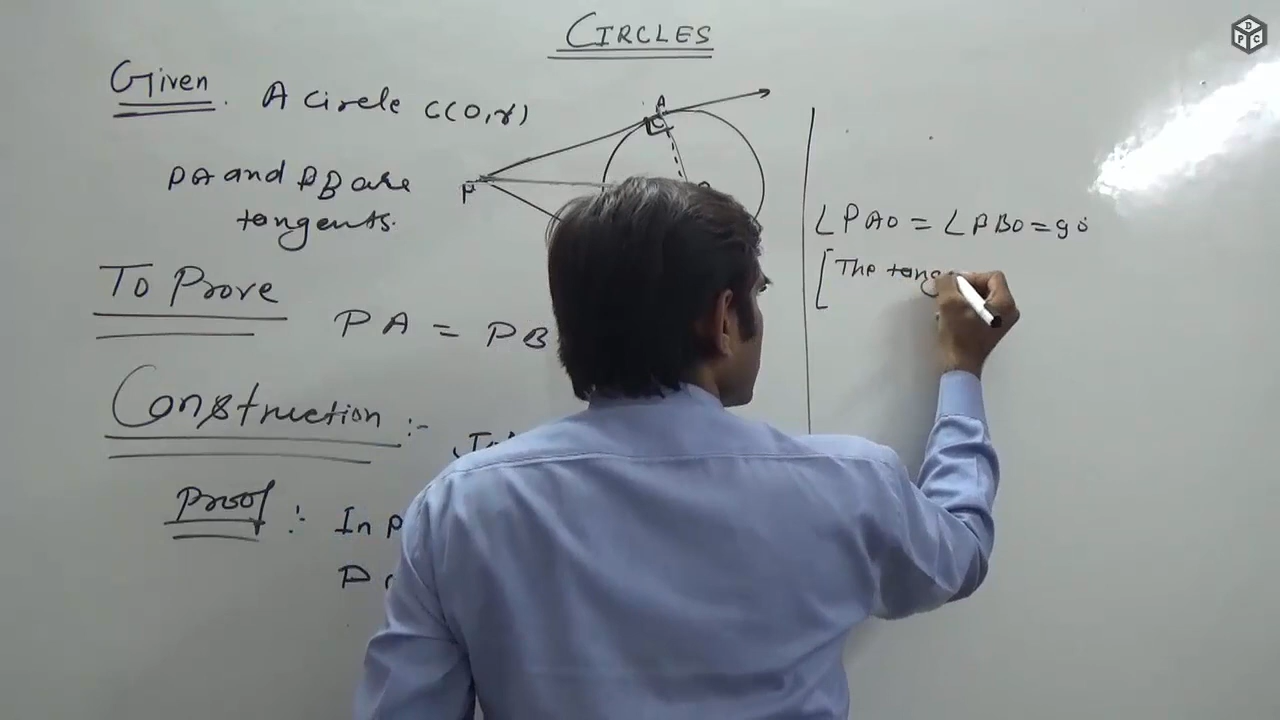 CIRCLES
Given. A circle C(O,r)
PA and PB are
tangents.
To Prove
PA = PB
Construction :-
Proof :- In
A
P
∠PAO = ∠PBO = 90°
[The tang
D
P C